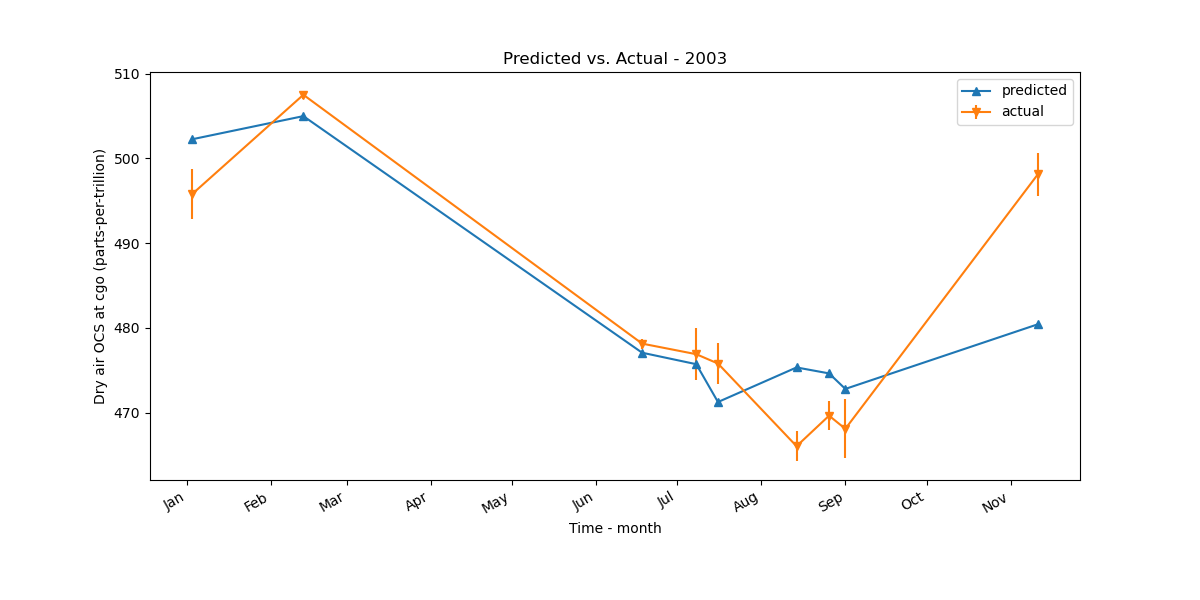 Predicted vs. Actual - 2003
predicted
actual
Dry air OCS at cgo (parts-per-trillion)
510
500
490
480
470
Jan
Feb
Mar
Apr
May
Jun
Jul
Aug
Sep
Oct
Nov
Time - month